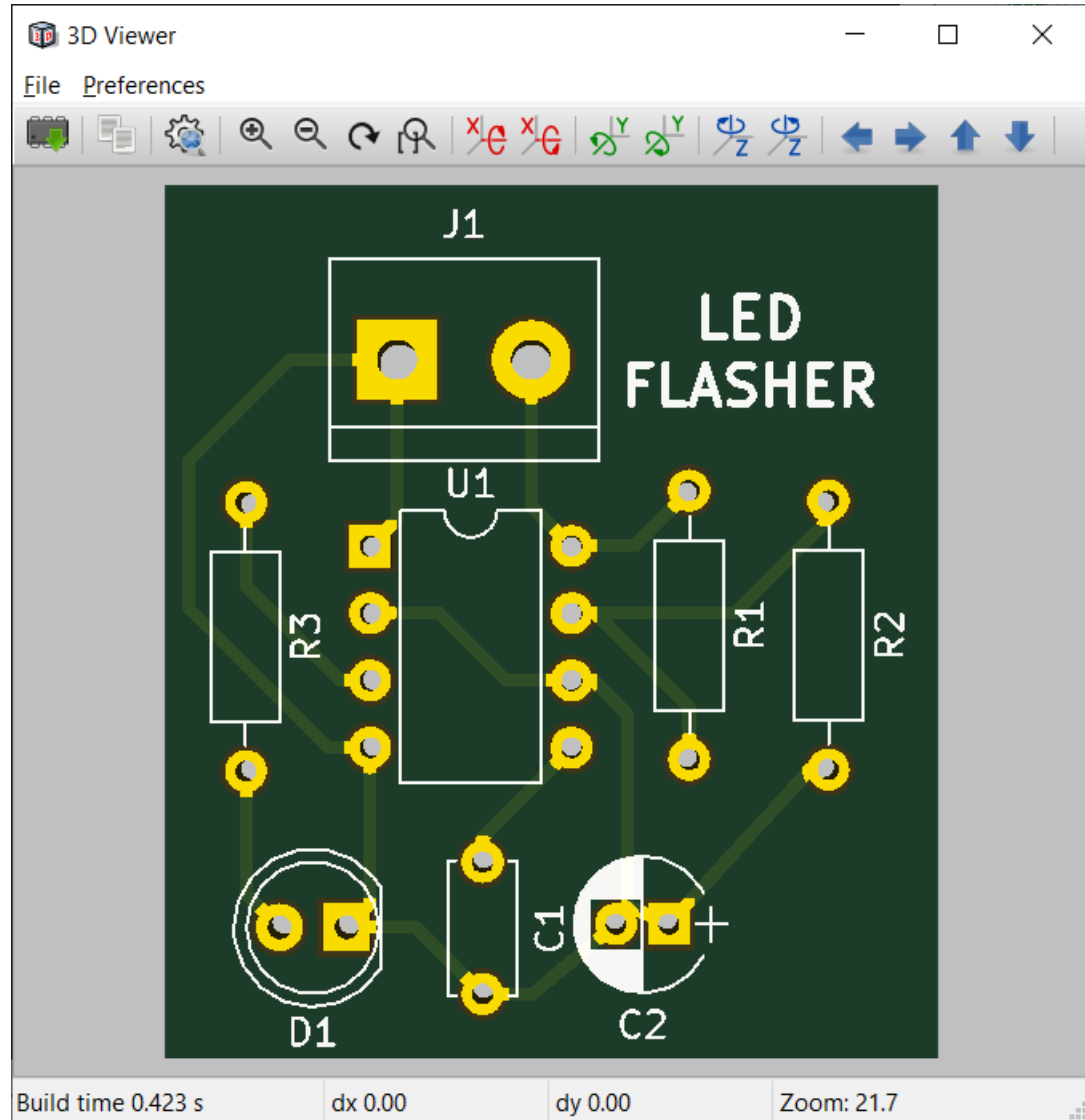 3D Viewer
File Preferences
X X Y Y Z Z
J1
LED
FLASHER
U1
R3
R1
R2
C1
+
D1
C2
Build time 0.423 s dx 0.00 dy 0.00 Zoom: 21.7